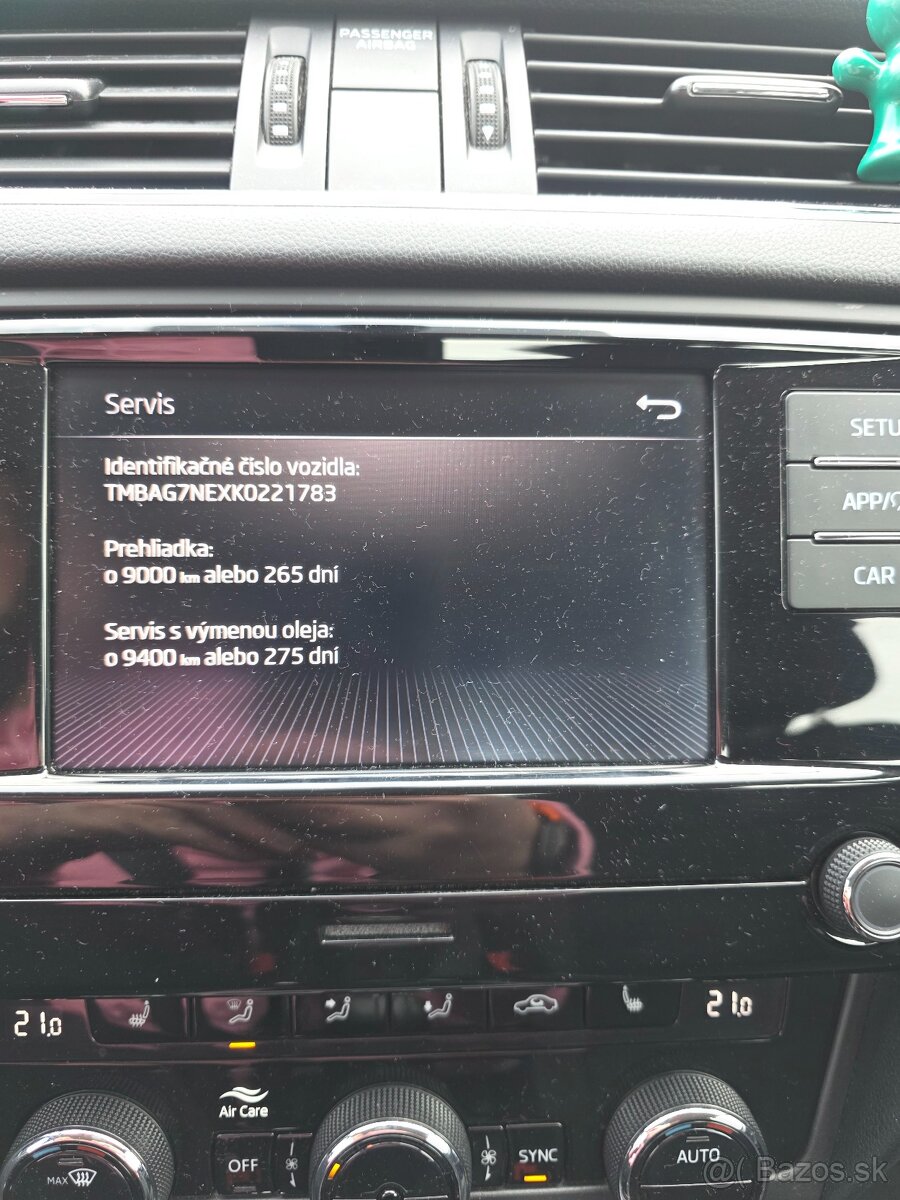 PASSENGER
AIRBAG
Servis
SETU
Identifikačné číslo vozidla:
TMBAG7NEXK0221783
APP/
Prehliadka:
o 9000 km alebo 265 dní
CAR
Servis s výmenou oleja:
o 9400 km alebo 275 dní
21,0
21,0
Air Care
MAX
OFF
SYNC
AUTO
@( Bazos.sk